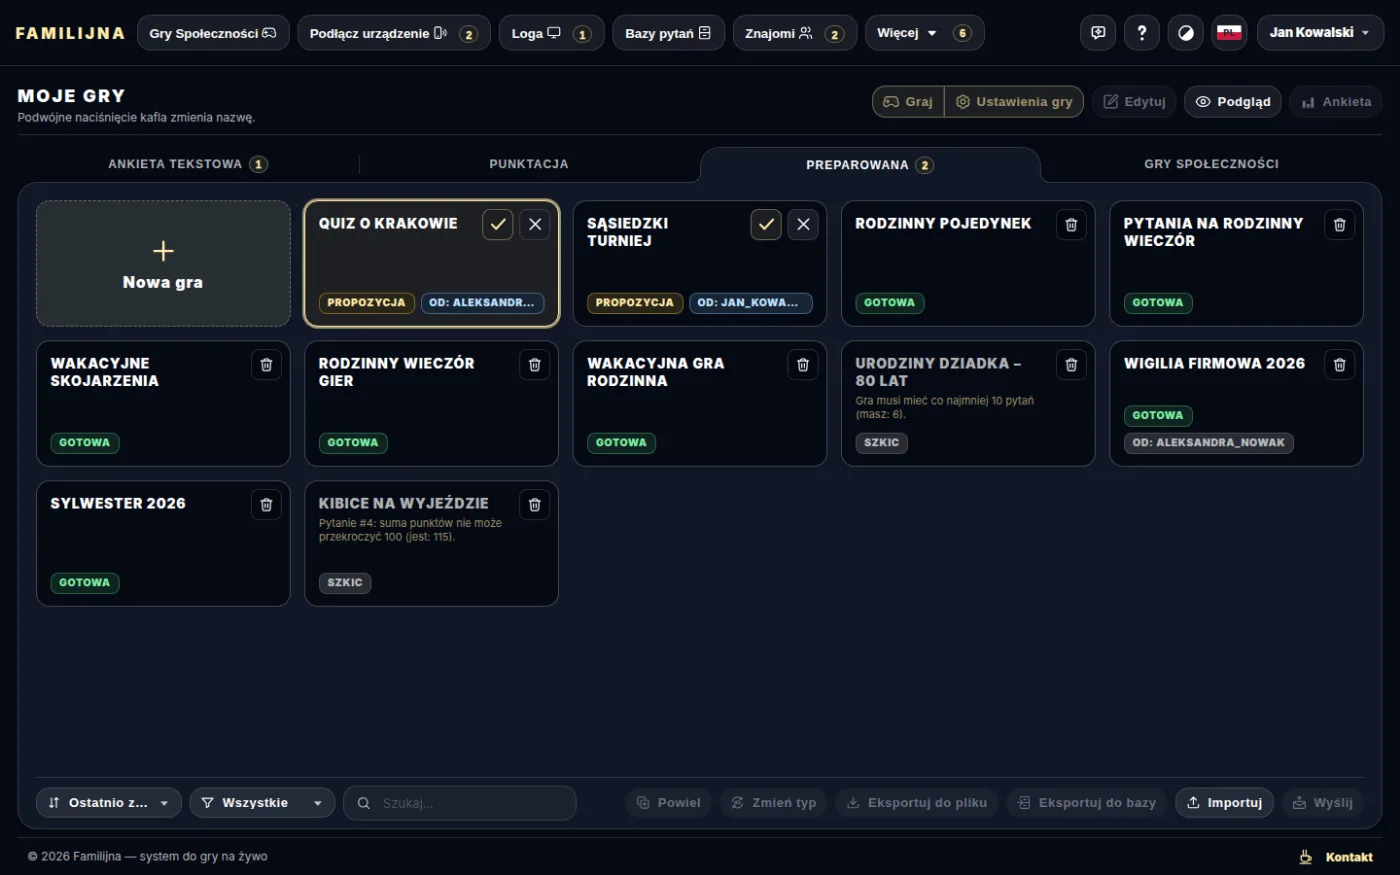 FAMILIJNA
Gry Społeczności
Podłącz urządzenie 2
Loga 1
Bazy pytań
Znajomi 2
Więcej 6
?
PL
Jan Kowalski
MOJE GRY
Podwójne naciśnięcie kafla zmienia nazwę.
Graj
Ustawienia gry
Edytuj
Podgląd
Ankieta
ANKIETA TEKSTOWA 1
PUNKTACJA
PREPAROWANA 2
GRY SPOŁECZNOŚCI
Nowa gra
QUIZ O KRAKOWIE
PROPOZYCJA
OD: ALEKSANDR...
SĄSIEDZKI
TURNIEJ
PROPOZYCJA
OD: JAN_KOWA...
RODZINNY POJEDYNEK
GOTOWA
PYTANIA NA RODZINNY
WIECZÓR
GOTOWA
WAKACYJNE
SKOJARZENIA
GOTOWA
RODZINNY WIECZÓR
GIER
GOTOWA
WAKACYJNA GRA
RODZINNA
GOTOWA
URODZINY DZIADKA –
80 LAT
Gra musi mieć co najmniej 10 pytań
(masz: 6).
SZKIC
WIGILIA FIRMOWA 2026
GOTOWA
OD: ALEKSANDRA_NOWAK
SYLWESTER 2026
GOTOWA
KIBICE NA WYJEŹDZIE
Pytanie #4: suma punktów nie może
przekroczyć 100 (jest: 115).
SZKIC
Ostatnio z...
Wszystkie
Szukaj...
Powiel
Zmień typ
Eksportuj do pliku
Eksportuj do bazy
Importuj
Wyślij
© 2026 Familijna — system do gry na żywo
Kontakt